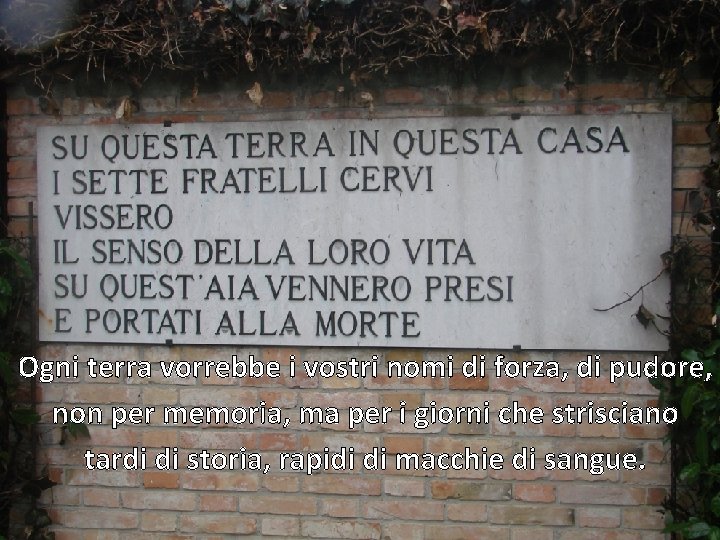 SU QUESTA TERRA IN QUESTA CASA
I SETTE FRATELLI CERVI
VISSERO
IL SENSO DELLA LORO VITA
SU QUEST'AIA VENNERO PRESI
E PORTATI ALLA MORTE
Ogni terra vorrebbe i vostri nomi di forza, di pudore,
non per memoria, ma per i giorni che strisciano
tardi di storia, rapidi di macchie di sangue.